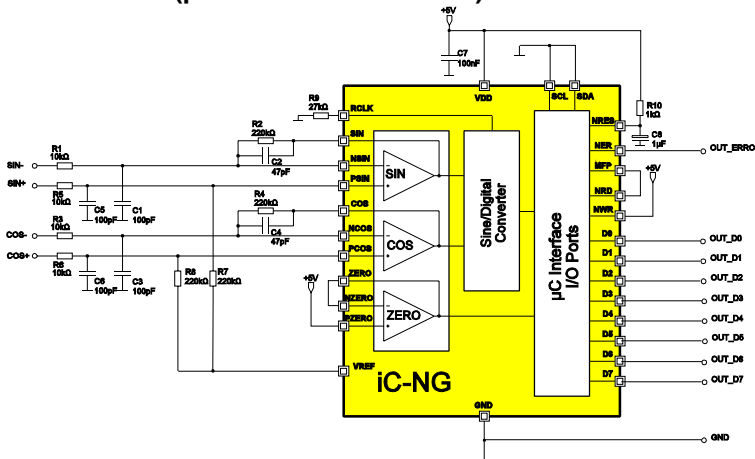 +5V
C7
100nF
R9
27kΩ
RCLK
VDD
SCL
SDA
R10
1kΩ
NRES
C8
1µF
R2
220kΩ
SIN
C2
47pF
NER
OUT_ERRO
R1
10kΩ
MFP
+5V
SIN-
NSIN
SIN
SIN+
PSIN
NRD
R5
10kΩ
C5
100pF
C1
100pF
R4
220kΩ
COS
NWR
R3
10kΩ
C4
47pF
COS-
NCOS
COS
Sine/Digital
Converter
µC Interface
I/O Ports
D0
OUT_D0
COS+
PCOS
D1
OUT_D1
R6
10kΩ
C6
100pF
C3
100pF
R8
220kΩ
R7
220kΩ
+5V
ZERO
D2
OUT_D2
NZERO
D3
OUT_D3
PZERO
ZERO
D4
OUT_D4
D5
OUT_D5
VREF
D6
OUT_D6
iC-NG
D7
OUT_D7
GND
GND